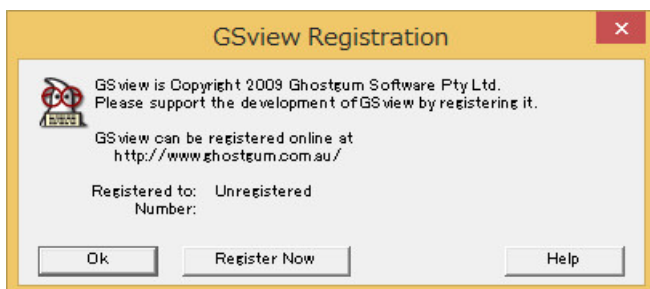 GSview Registration
GSview is Copyright 2009 Ghostgum Software Pty Ltd.
Please support the development of GSview by registering it.
GSview can be registered online at
http://www.ghostgum.com.au/
Registered to: Unregistered
Number:
Ok Register Now Help